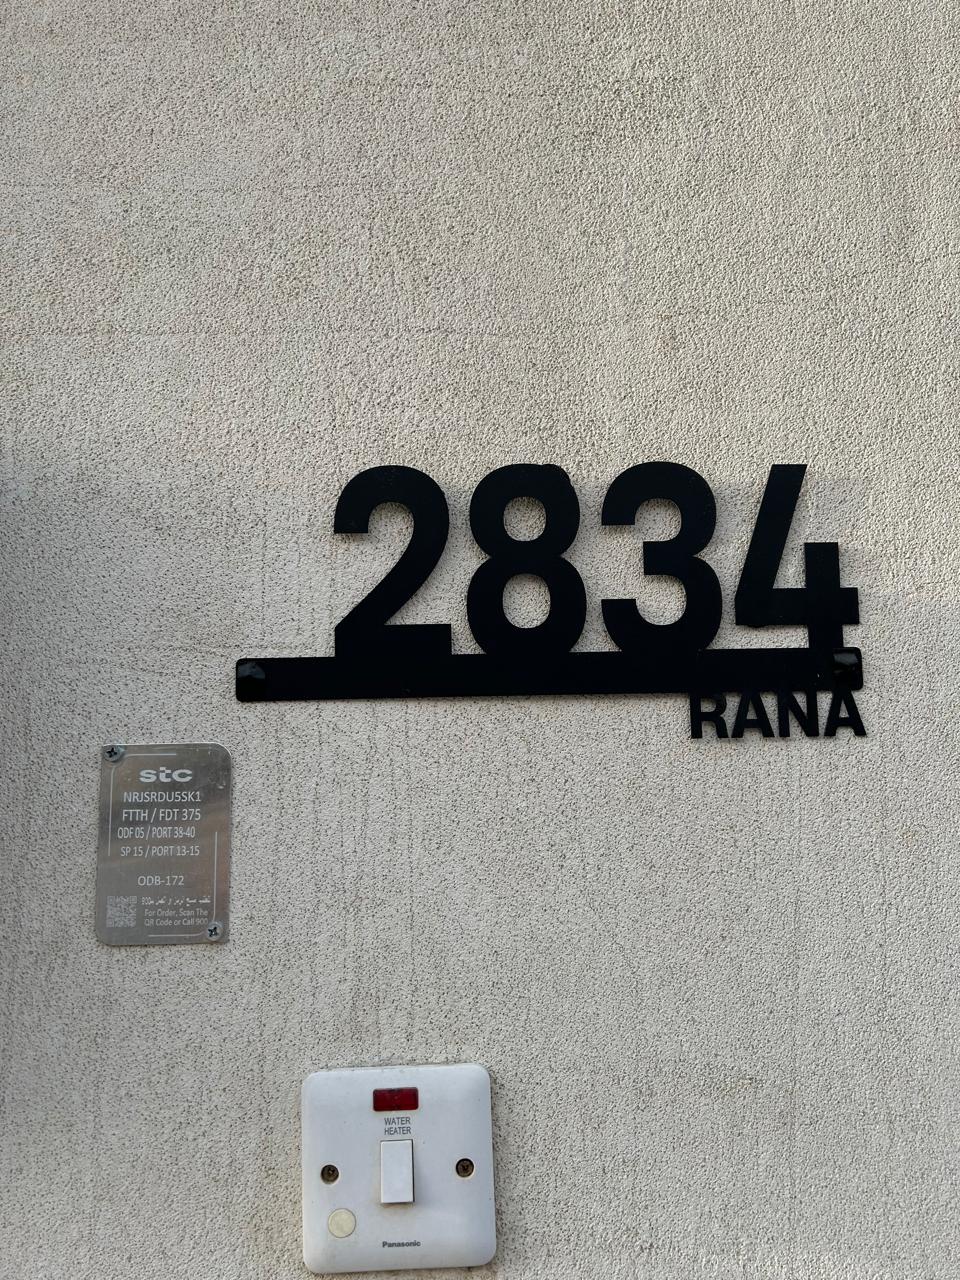 2834
RANA
stc
NRJSRDU5SK1
FTTH / FDT 375
ODF 05 / PORT 38-40
SP 15 / PORT 13-15
ODB-172
For Order, Scan The
QR Code or Call 900
WATER
HEATER
Panasonic